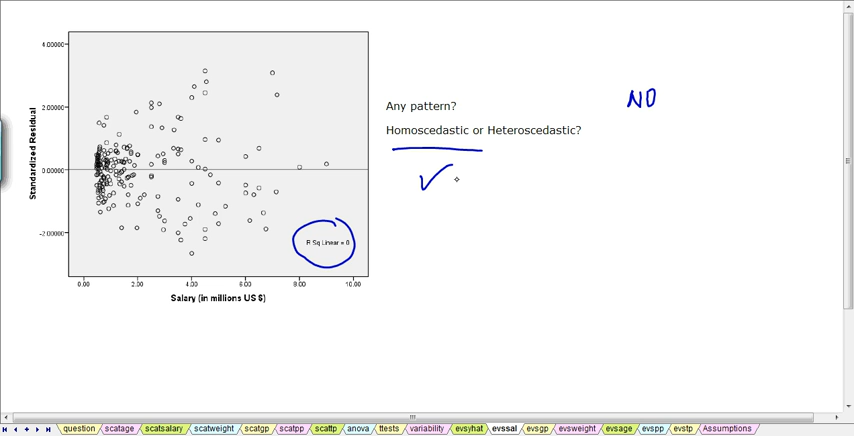 4.00000
2.00000
0.00000
-2.00000
Standardized Residual
R Sq Linear = 0
0.00 2.00 4.00 6.00 8.00 10.00
Salary (in millions US $)
Any pattern?
NO
Homoscedastic or Heteroscedastic?
question scatage scatsalary scatweight scatgp scatpp scattp anova ttests variability evsyhat evssal evsgp evsweight evsage evspp evstp Assumptions